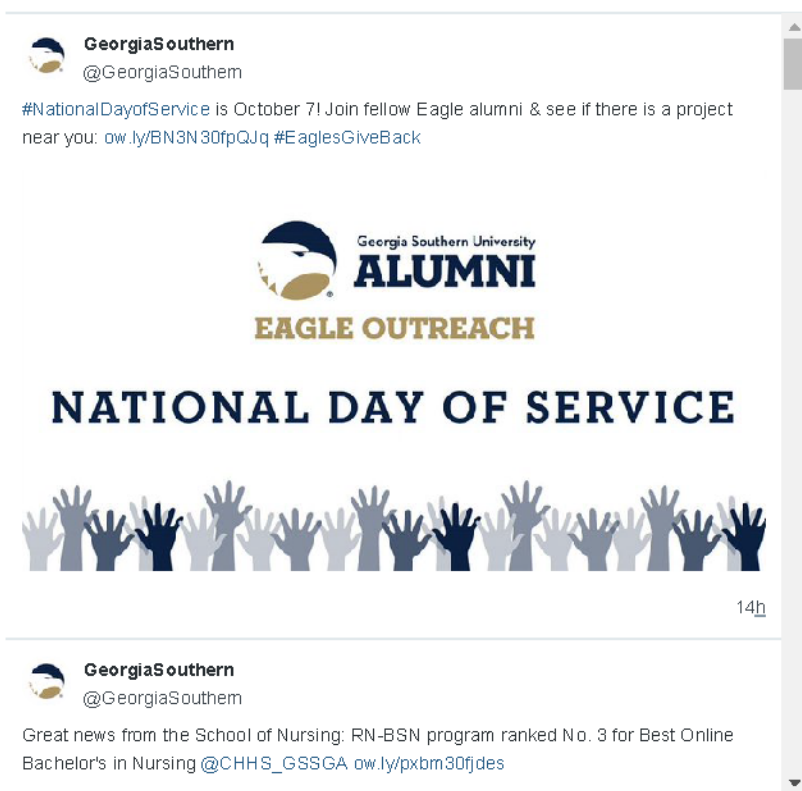 GeorgiaSouthern
@GeorgiaSouthern
#NationalDayofService is October 7! Join fellow Eagle alumni & see if there is a project
near you: ow.ly/BN3N30fpQJq #EaglesGiveBack
Georgia Southern University
ALUMNI
EAGLE OUTREACH
NATIONAL DAY OF SERVICE
14h
GeorgiaSouthern
@GeorgiaSouthern
Great news from the School of Nursing: RN-BSN program ranked No. 3 for Best Online
Bachelor's in Nursing @CHHS_GSSGA ow.ly/pxbm30fjdes